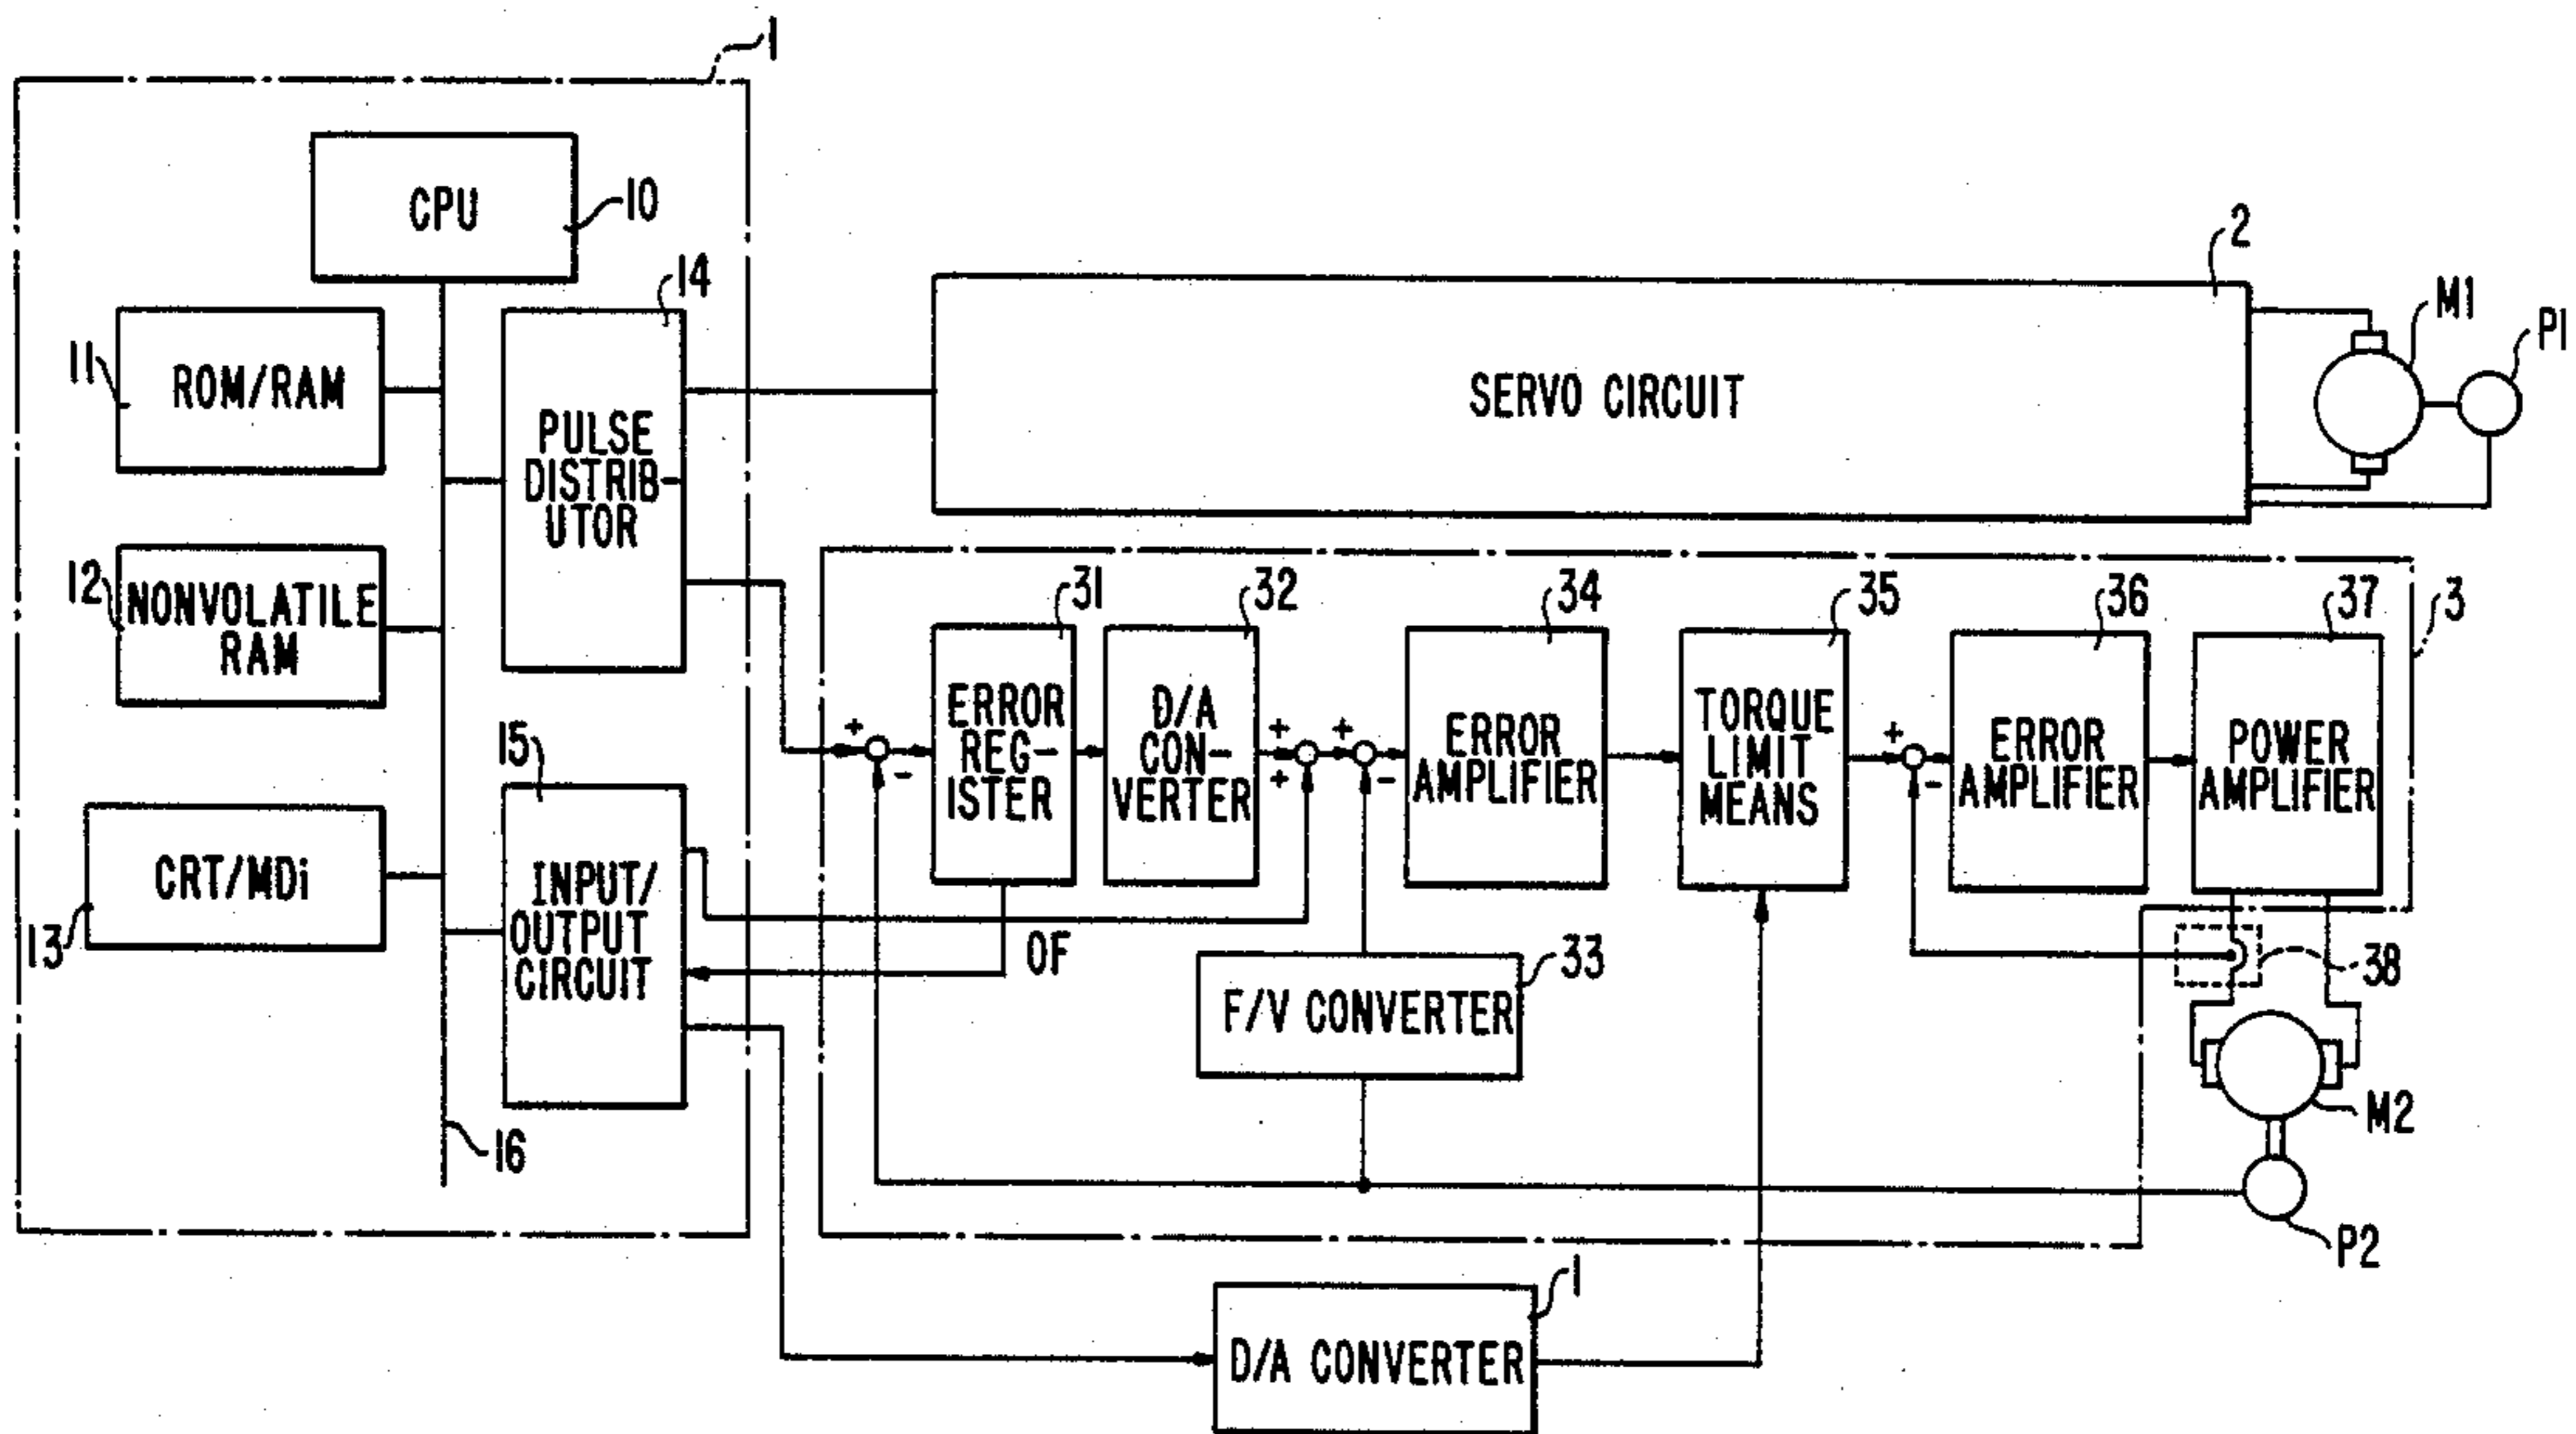 1
CPU
10
14
2
M1
P1
11
ROM/RAM
PULSE
DISTRIB-
UTOR
SERVO CIRCUIT
12
NONVOLATILE
RAM
31
32
34
35
36
37
3
+
-
ERROR
REG-
ISTER
D/A
CON-
VERTER
+
+
+
-
ERROR
AMPLIFIER
TORQUE
LIMIT
MEANS
+
-
ERROR
AMPLIFIER
POWER
AMPLIFIER
15
CRT/MDi
13
INPUT/
OUTPUT
CIRCUIT
OF
33
F/V CONVERTER
38
M2
16
P2
1
D/A CONVERTER